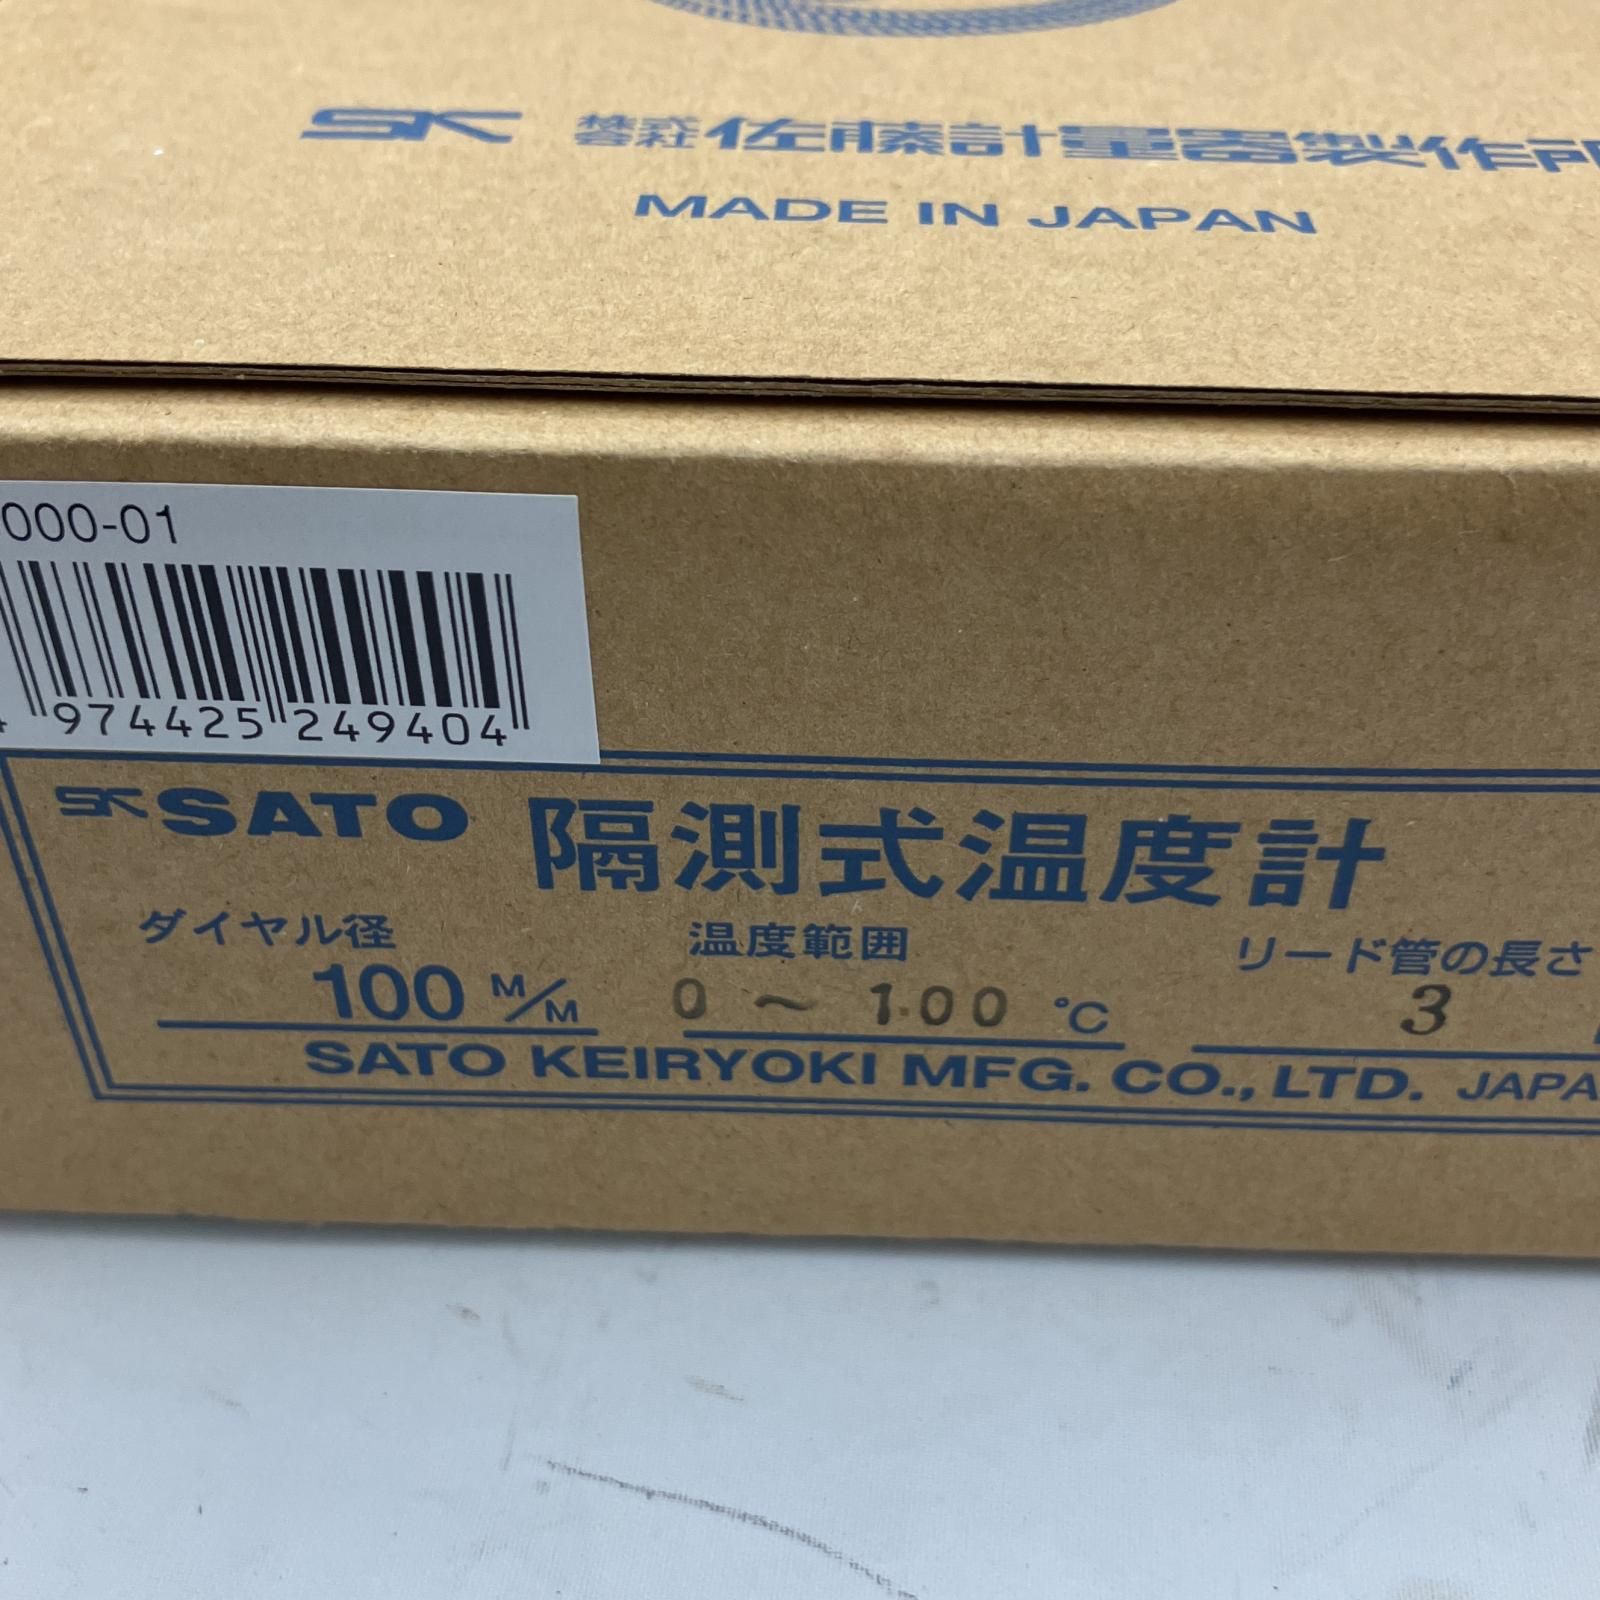 SK 株式会社 佐藤計量器製作所
MADE IN JAPAN
000-01
4 974425 249404
SK SATO 隔測式温度計
ダイヤル径 温度範囲 リード管の長さ
100 M/M 0 ~ 100 °C 3
SATO KEIRYOKI MFG. CO., LTD. JAPA